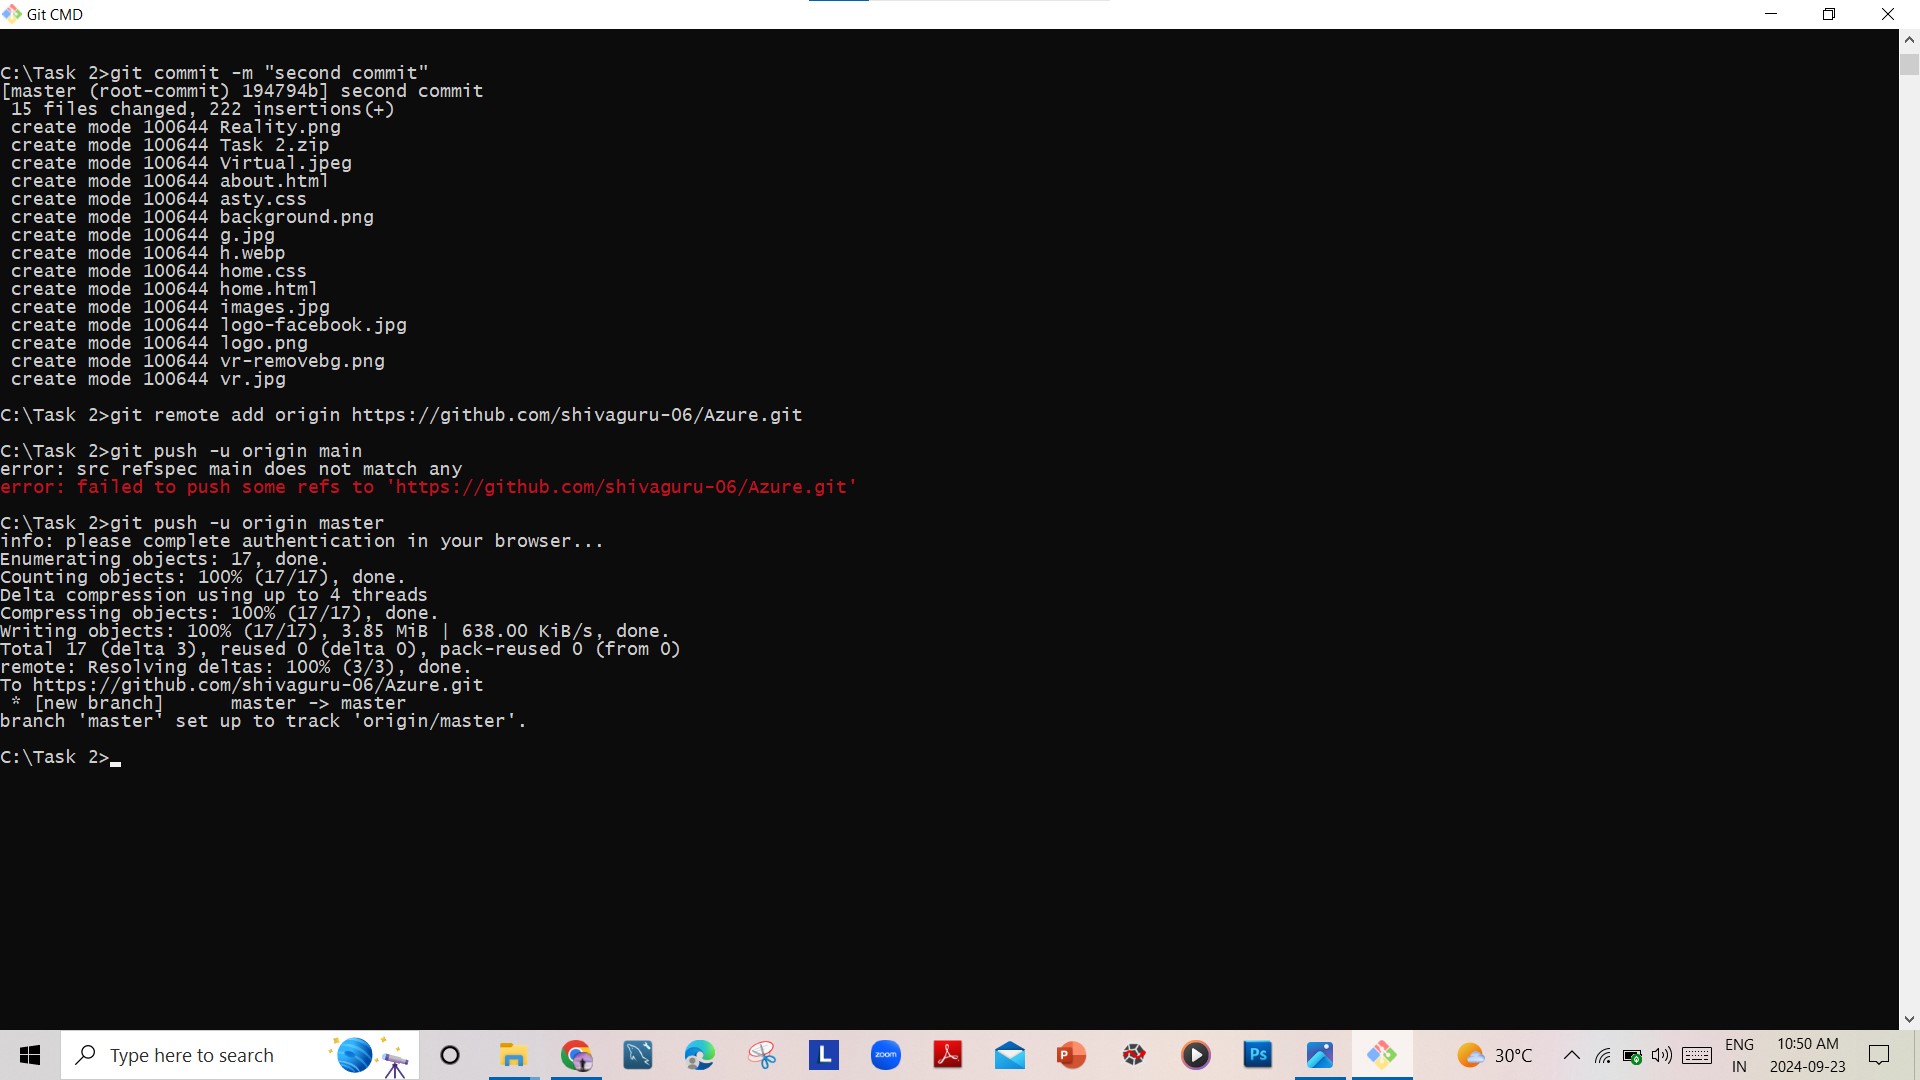 Git CMD
C:\Task 2>git commit -m "second commit"
[master (root-commit) 194794b] second commit
 15 files changed, 222 insertions(+)
 create mode 100644 Reality.png
 create mode 100644 Task 2.zip
 create mode 100644 Virtual.jpeg
 create mode 100644 about.html
 create mode 100644 asty.css
 create mode 100644 background.png
 create mode 100644 g.jpg
 create mode 100644 h.webp
 create mode 100644 home.css
 create mode 100644 home.html
 create mode 100644 images.jpg
 create mode 100644 logo-facebook.jpg
 create mode 100644 logo.png
 create mode 100644 vr-removebg.png
 create mode 100644 vr.jpg
C:\Task 2>git remote add origin https://github.com/shivaguru-06/Azure.git
C:\Task 2>git push -u origin main
error: src refspec main does not match any
error: failed to push some refs to 'https://github.com/shivaguru-06/Azure.git'
C:\Task 2>git push -u origin master
info: please complete authentication in your browser...
Enumerating objects: 17, done.
Counting objects: 100% (17/17), done.
Delta compression using up to 4 threads
Compressing objects: 100% (17/17), done.
Writing objects: 100% (17/17), 3.85 MiB | 638.00 KiB/s, done.
Total 17 (delta 3), reused 0 (delta 0), pack-reused 0 (from 0)
remote: Resolving deltas: 100% (3/3), done.
To https://github.com/shivaguru-06/Azure.git
 * [new branch]      master -> master
branch 'master' set up to track 'origin/master'.
C:\Task 2>
Type here to search
L
zoom
P
Ps
30°C
ENG
IN
10:50 AM
2024-09-23